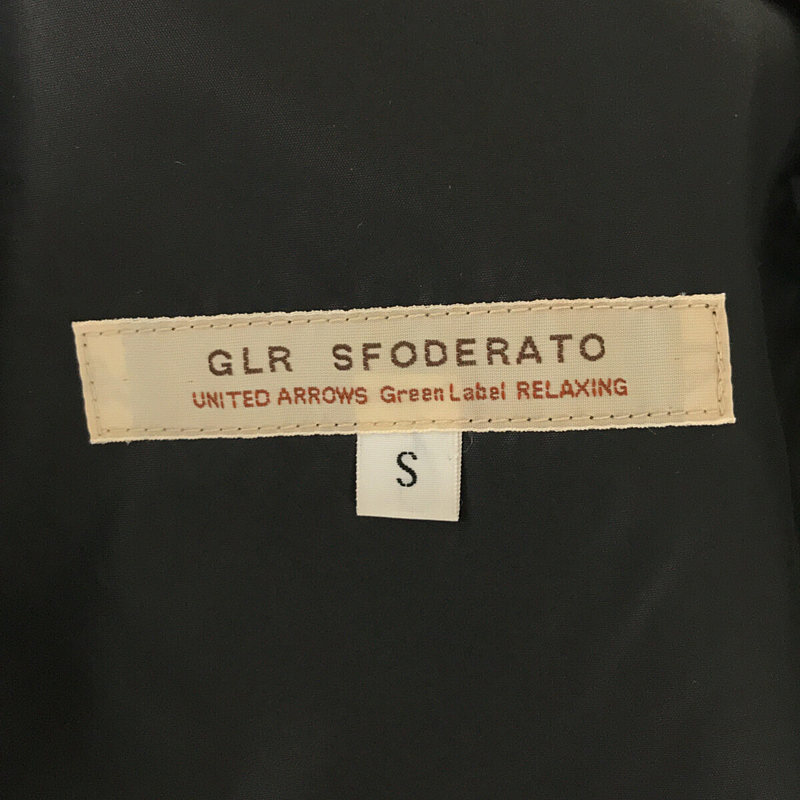 GLR SFODERATO
UNITED ARROWS Green Label RELAXING
S